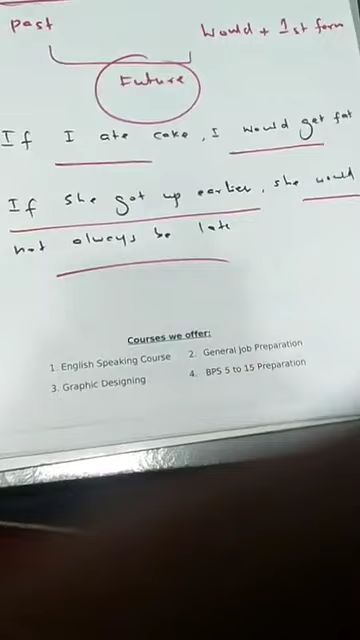 past would + 1st form
Future
If I ate cake, I would get fat
If she got up earlier, she would
not always be late
Courses we offer:
1. English Speaking Course 2. General Job Preparation
3. Graphic Designing 4. BPS 5 to 15 Preparation